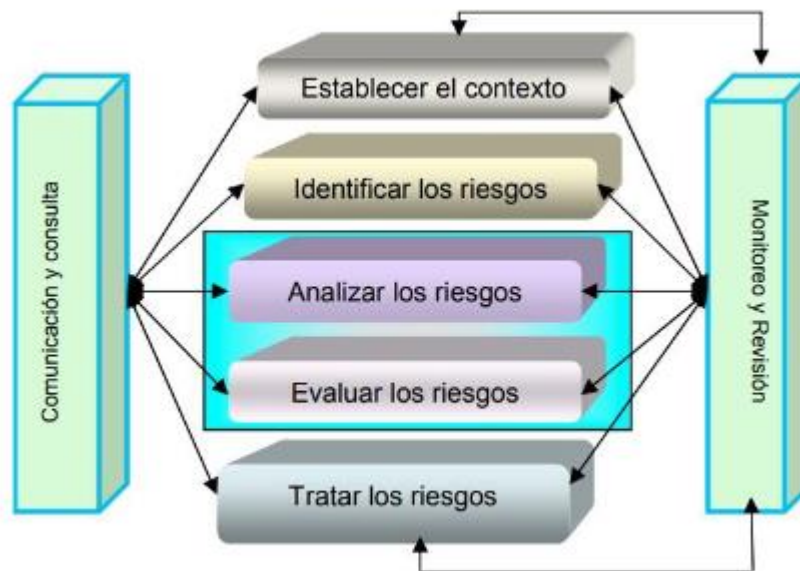 Comunicación y consulta
Establecer el contexto
Identificar los riesgos
Analizar los riesgos
Evaluar los riesgos
Tratar los riesgos
Monitoreo y Revisión